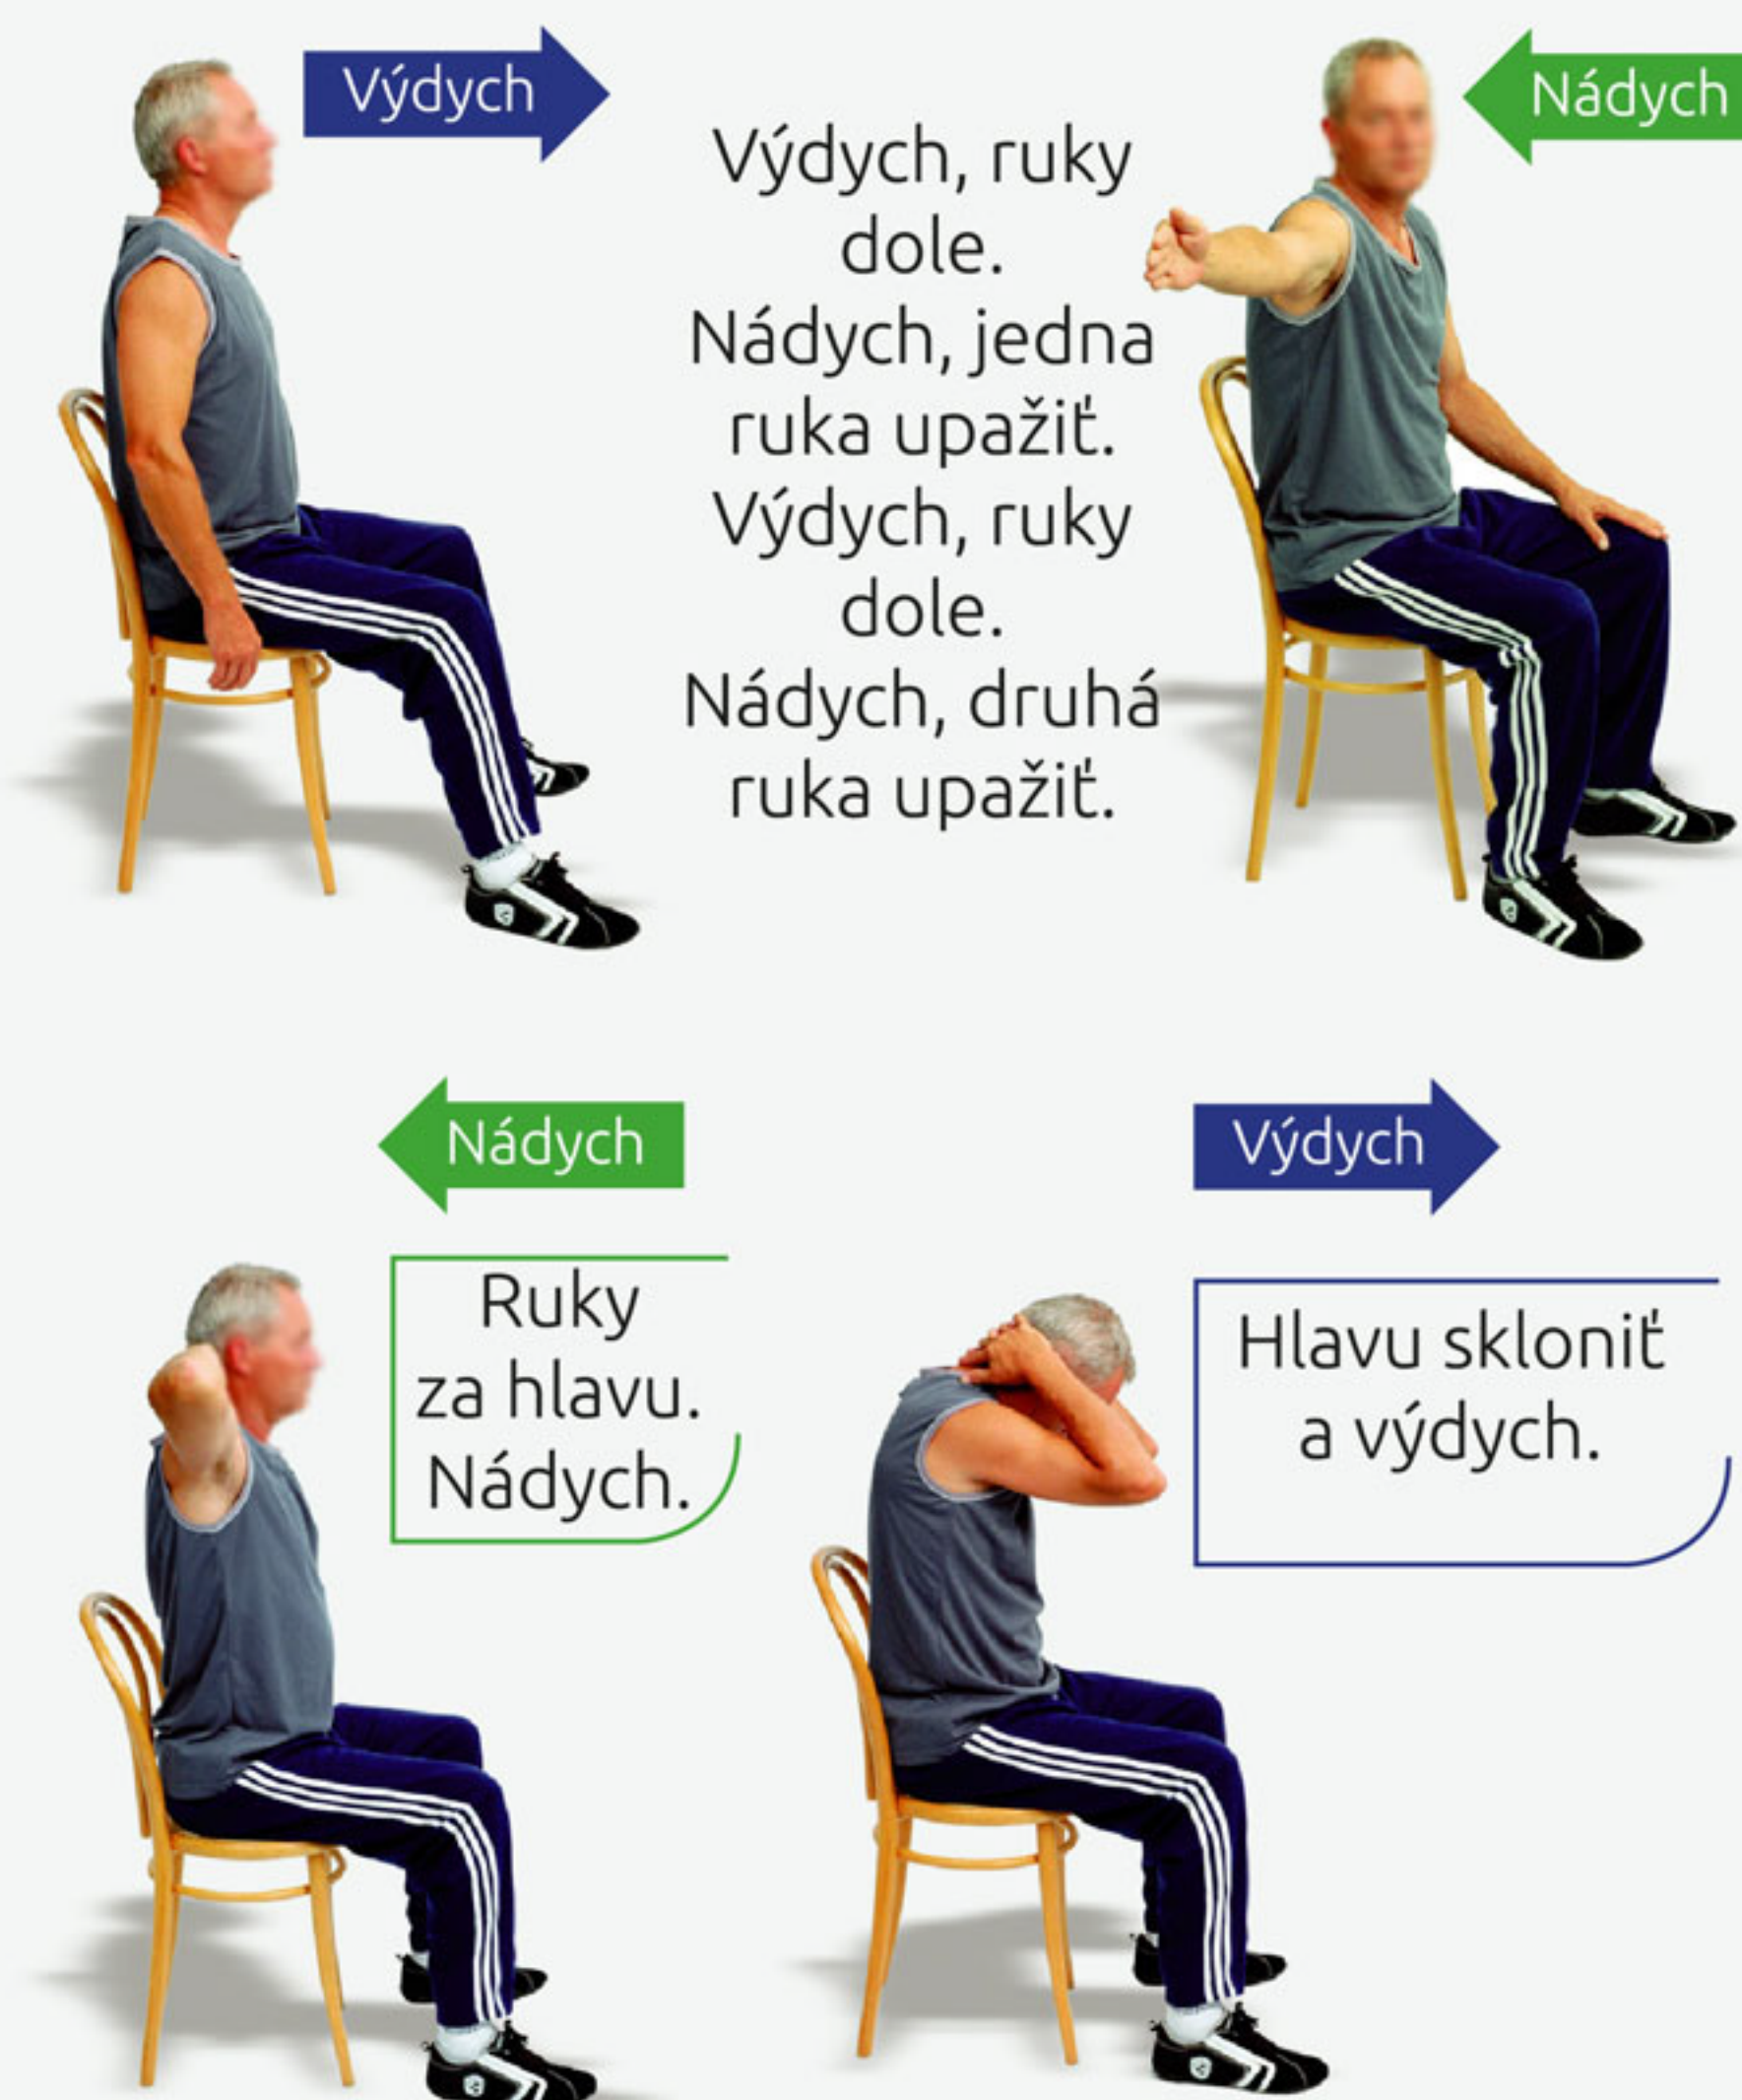 Výdych
Nádych
Výdych, ruky
dole.
Nádych, jedna
ruka upažiť.
Výdych, ruky
dole.
Nádych, druhá
ruka upažiť.
Nádych
Výdych
Ruky
za hlavu.
Nádych.
Hlavu skloniť
a výdych.